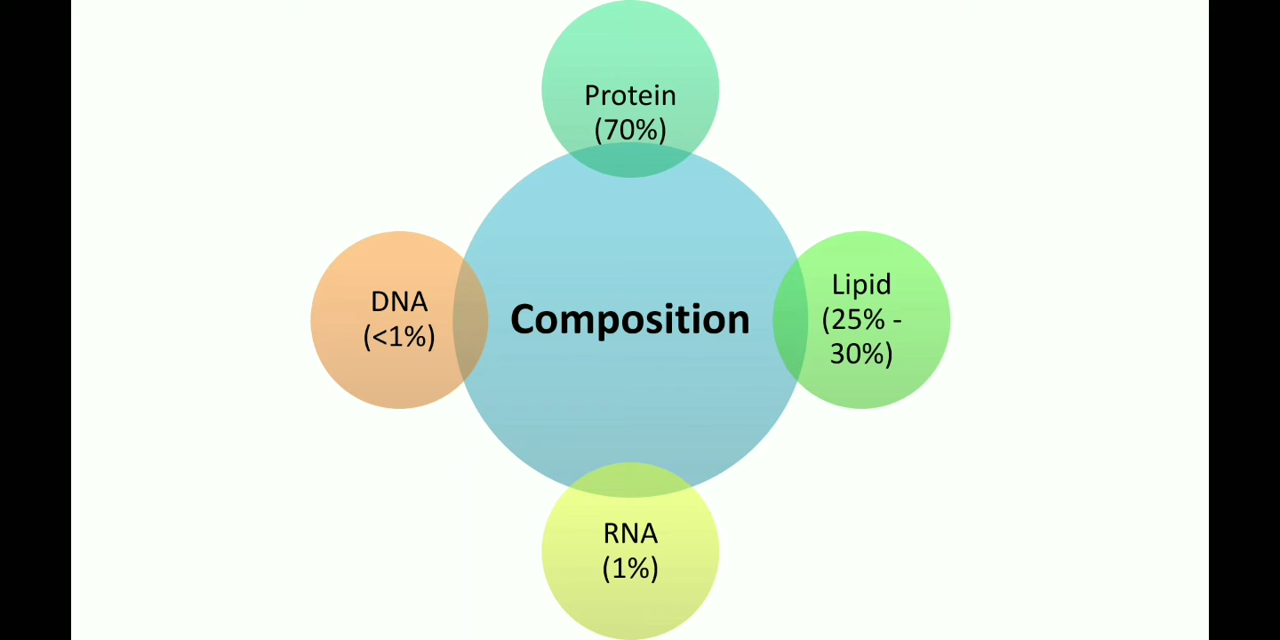 Protein
(70%)
DNA
(<1%)
Composition
Lipid
(25% -
30%)
RNA
(1%)